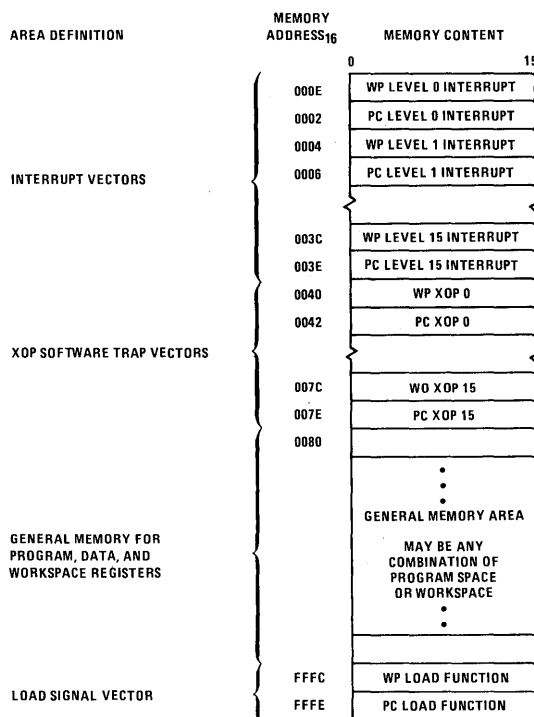 AREA DEFINITION
MEMORY
ADDRESS16
MEMORY CONTENT
0 15
000E WP LEVEL 0 INTERRUPT
0002 PC LEVEL 0 INTERRUPT
0004 WP LEVEL 1 INTERRUPT
0006 PC LEVEL 1 INTERRUPT
INTERRUPT VECTORS
003C WP LEVEL 15 INTERRUPT
003E PC LEVEL 15 INTERRUPT
0040 WP XOP 0
0042 PC XOP 0
XOP SOFTWARE TRAP VECTORS
007C WO XOP 15
007E PC XOP 15
0080
GENERAL MEMORY AREA
GENERAL MEMORY FOR
PROGRAM, DATA, AND
WORKSPACE REGISTERS
MAY BE ANY
COMBINATION OF
PROGRAM SPACE
OR WORKSPACE
FFFC WP LOAD FUNCTION
LOAD SIGNAL VECTOR
FFFE PC LOAD FUNCTION